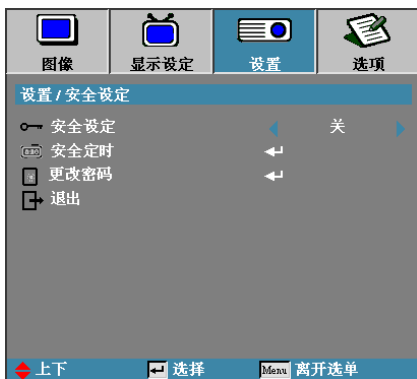 图像 显示设定 设置 选项
设置 / 安全设定
安全设定 关
安全定时
更改密码
退出
上下 选择 Menu 离开选单